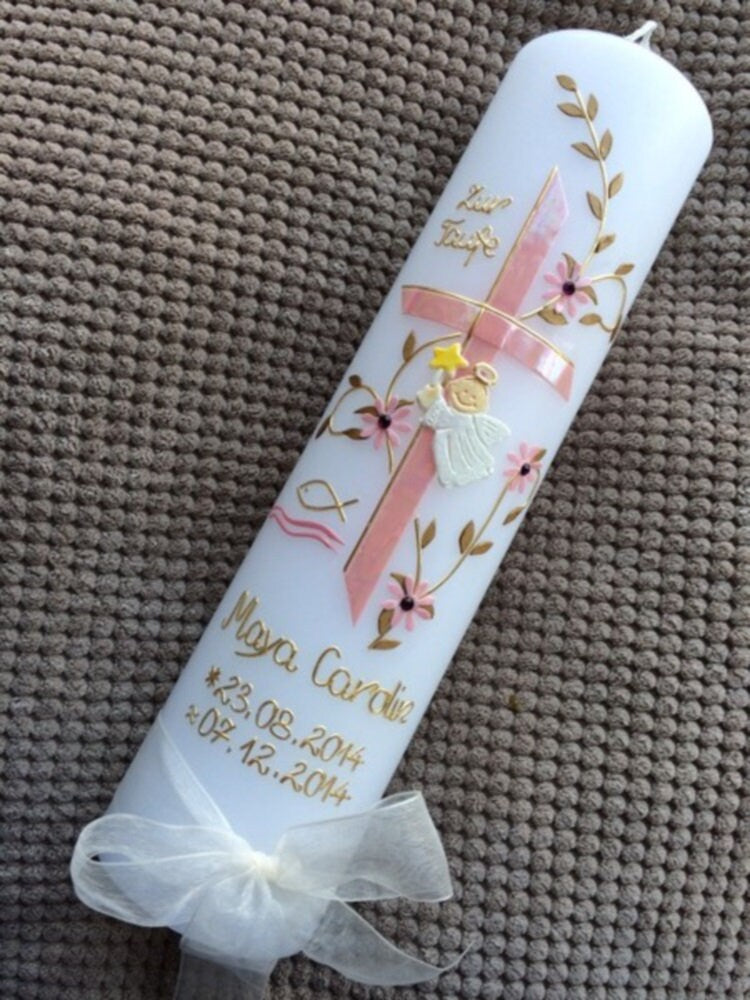 Zur
Taufe
Maya Carolin
*23.08.2014
≈07.12.2014